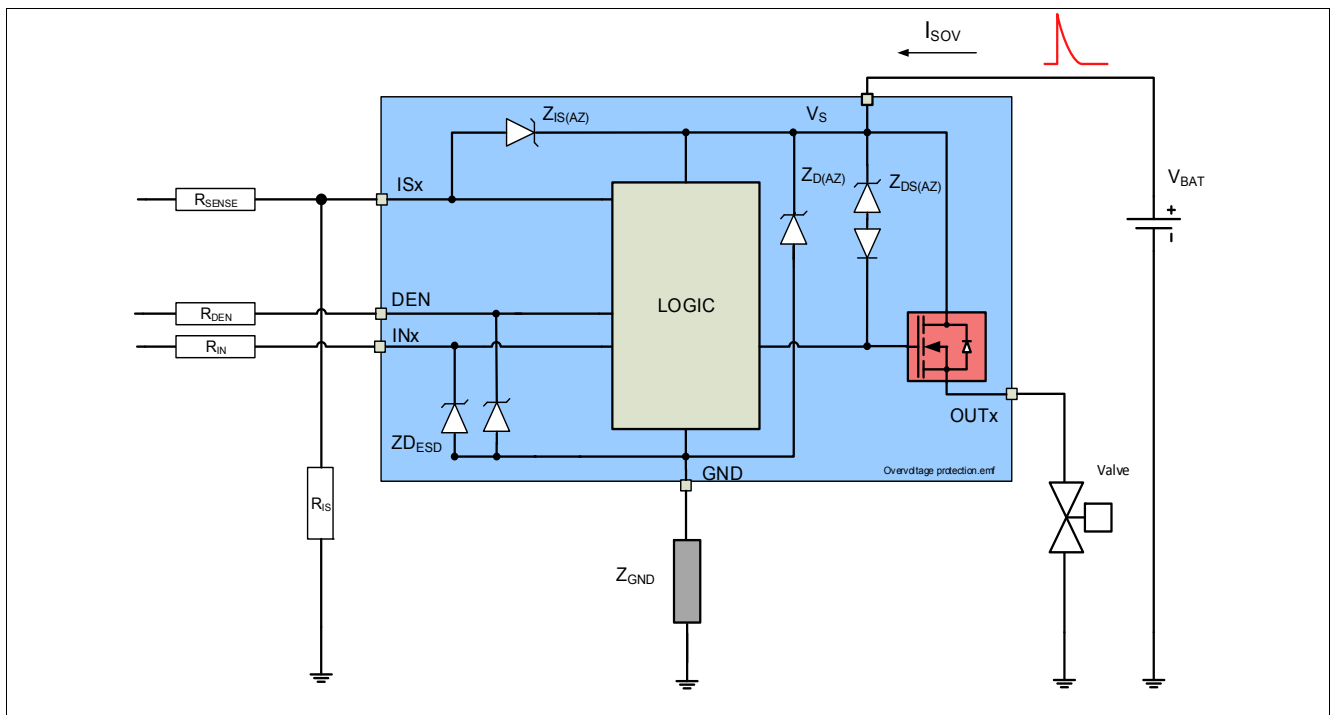 I_SOV
Z_IS(AZ)
V_S
Z_D(AZ)
Z_DS(AZ)
V_BAT
+
R_SENSE
ISx
R_DEN
DEN
LOGIC
R_IN
INx
OUTx
ZD_ESD
GND
Overvoltage protection.emf
Valve
R_IS
Z_GND